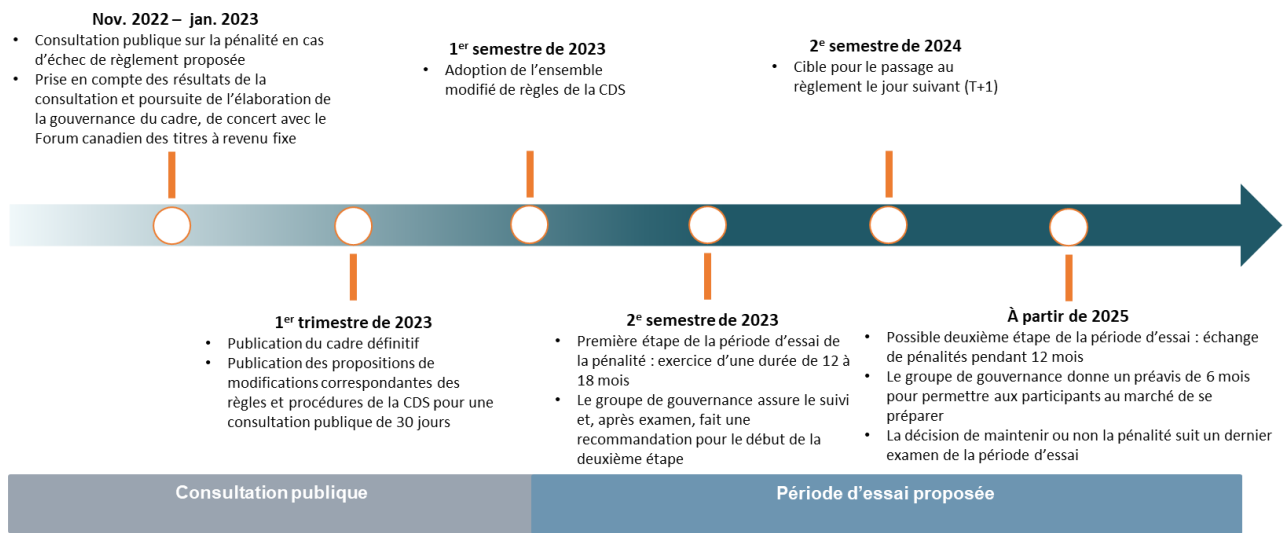 Nov. 2022 – jan. 2023
• Consultation publique sur la pénalité en cas
d’échec de règlement proposée
• Prise en compte des résultats de la
consultation et poursuite de l’élaboration de
la gouvernance du cadre, de concert avec le
Forum canadien des titres à revenu fixe
1er semestre de 2023
• Adoption de l’ensemble
modifié de règles de la CDS
2e semestre de 2024
• Cible pour le passage au
règlement le jour suivant (T+1)
1er trimestre de 2023
• Publication du cadre définitif
• Publication des propositions de
modifications correspondantes des
règles et procédures de la CDS pour une
consultation publique de 30 jours
2e semestre de 2023
• Première étape de la période d’essai de
la pénalité : exercice d’une durée de 12 à
18 mois
• Le groupe de gouvernance assure le suivi
et, après examen, fait une
recommandation pour le début de la
deuxième étape
À partir de 2025
• Possible deuxième étape de la période d’essai : échange
de pénalités pendant 12 mois
• Le groupe de gouvernance donne un préavis de 6 mois
pour permettre aux participants au marché de se
préparer
• La décision de maintenir ou non la pénalité suit un dernier
examen de la période d’essai
Consultation publique
Période d’essai proposée